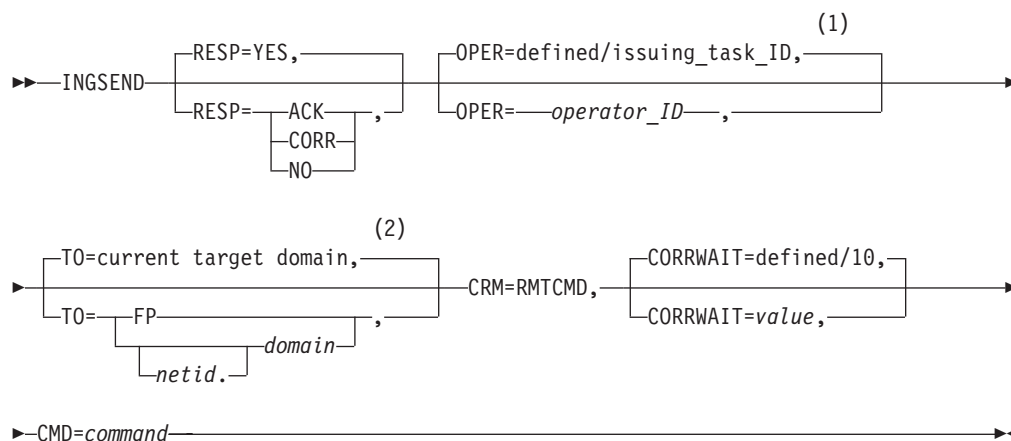 (1)
RESP=YES, OPER=defined/issuing_task_ID,
INGSEND
RESP= ACK , OPER= operator_ID ,
CORR
NO
(2)
TO=current target domain, CORRWAIT=defined/10,
CRM=RMTCMD,
TO= FP , CORRWAIT=value,
domain
netid.
CMD=command